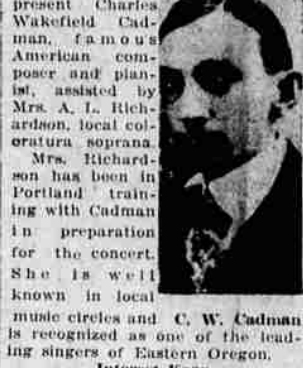 present Charles
Wakefield Cad-
man, famous
American com-
poser and pian-
ist, assisted by
Mrs. A. L. Rich-
ardson, local col-
oratura soprana.
Mrs. Richard-
son has been in
Portland train-
ing with Cadman
in preparation
for the concert.
She is well
known in local
music circles and C. W. Cadman
is recognized as one of the lead-
ing singers of Eastern Oregon.
Interest Keen